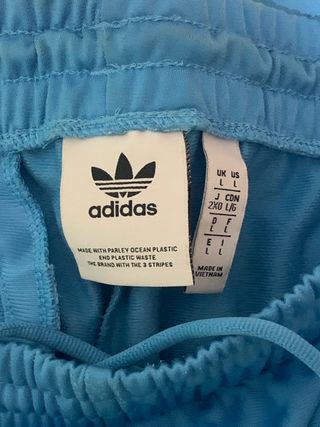 adidas
MADE WITH PARLEY OCEAN PLASTIC
END PLASTIC WASTE
THE BRAND WITH THE 3 STRIPES
UK US
L L
J CDN
2XO L/G
D F
L L
E I
L L
MADE IN
VIETNAM